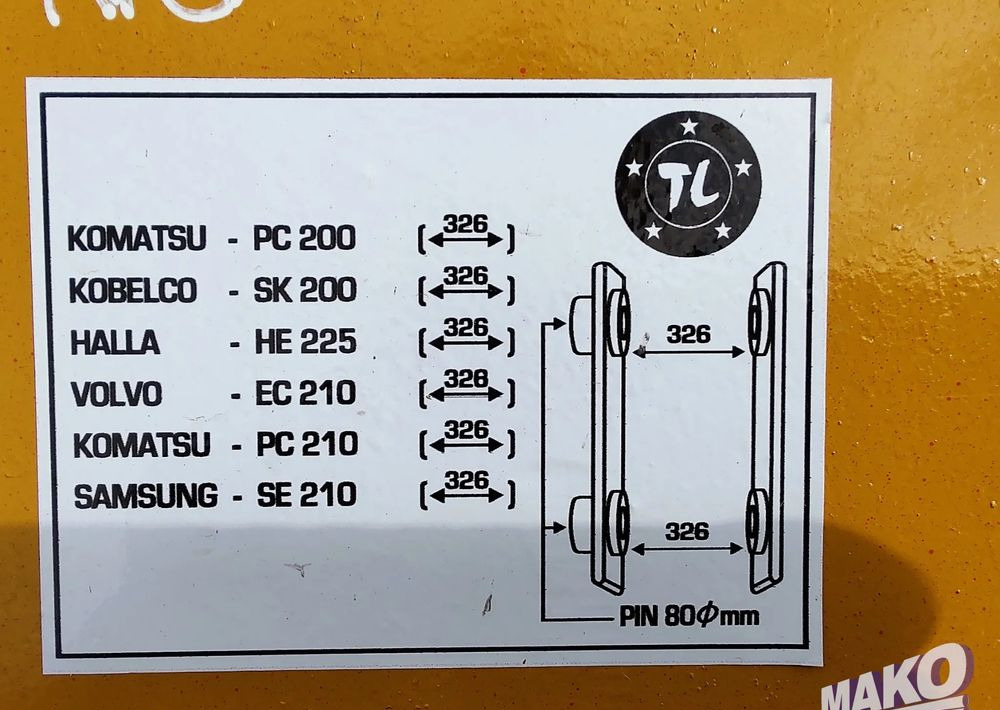 TL
KOMATSU - PC 200 [326]
KOBELCO - SK 200 [326]
HALLA - HE 225 [326]
VOLVO - EC 210 [326]
KOMATSU - PC 210 [326]
SAMSUNG - SE 210 [326]
326
326
PIN 80ϕmm
MAKO